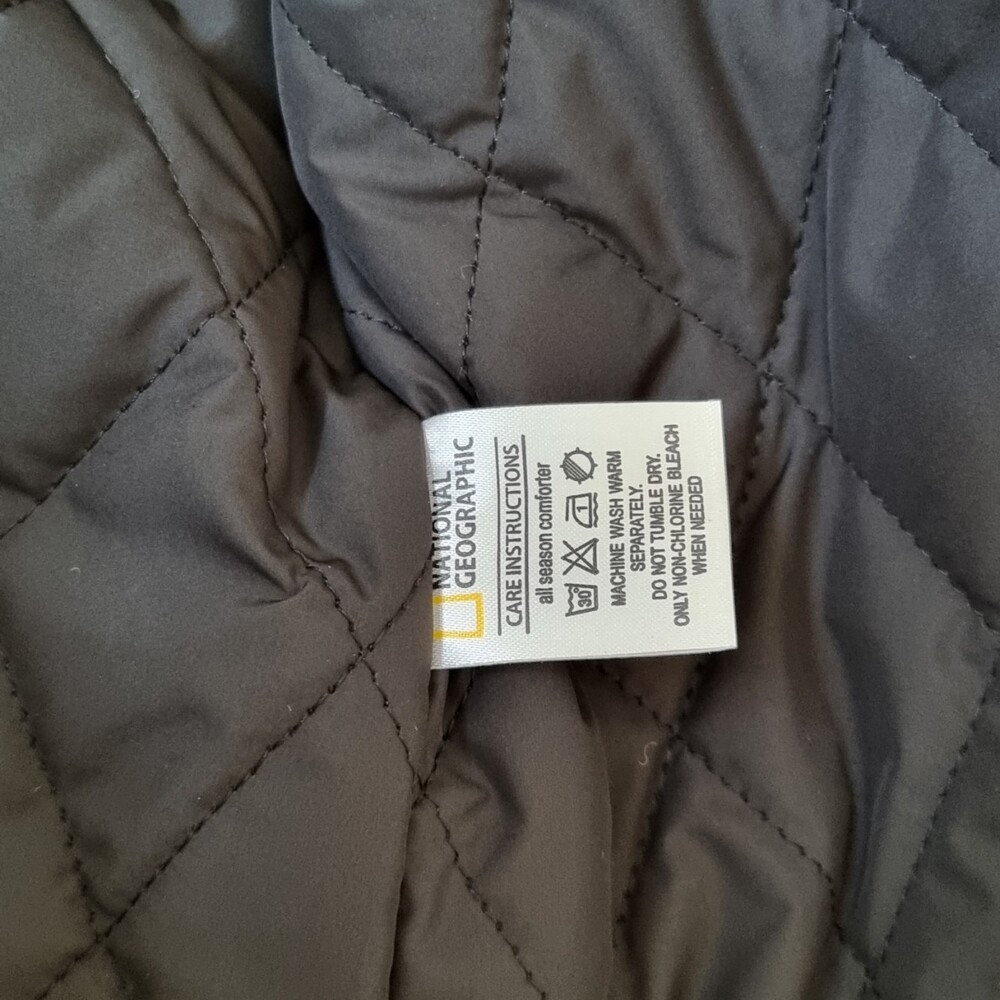 NATIONAL
GEOGRAPHIC
CARE INSTRUCTIONS
all season comforter
30°
1
MACHINE WASH WARM
SEPARATELY.
DO NOT TUMBLE DRY.
ONLY NON-CHLORINE BLEACH
WHEN NEEDED